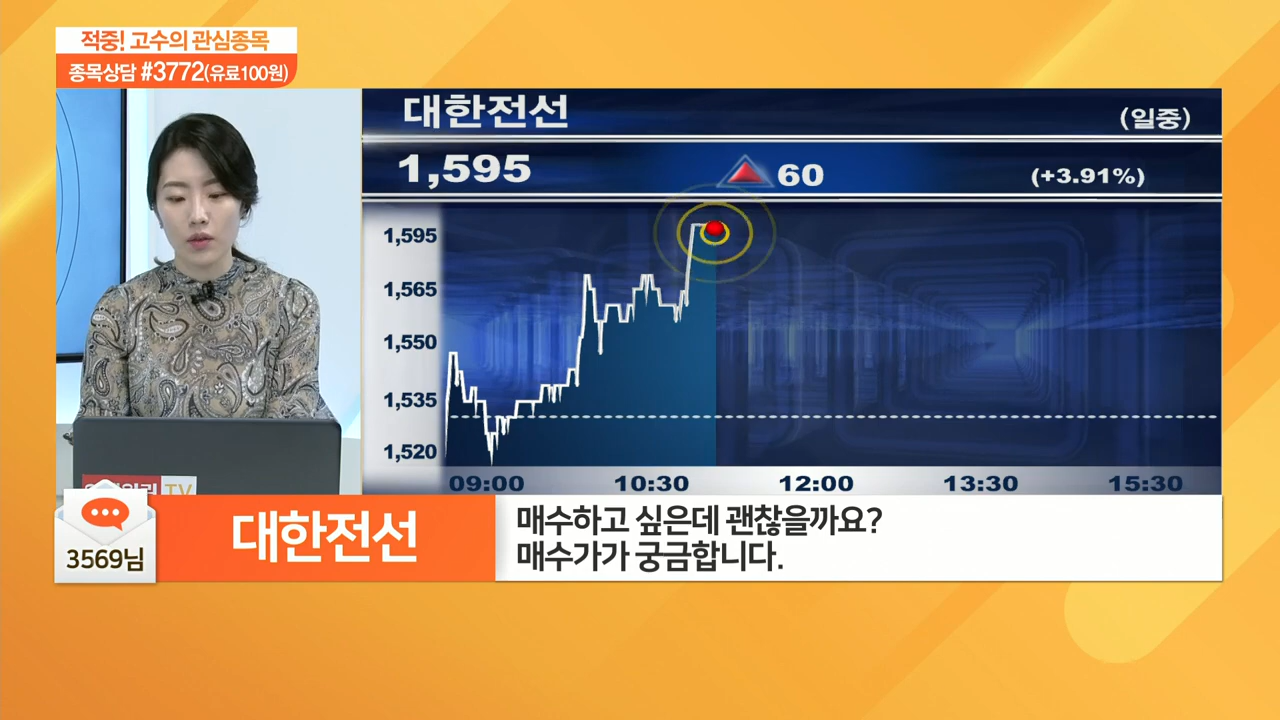 적중! 고수의 관심종목
종목상담 #3772(유료100원)
대한전선
(일중)
1,595
60
(+3.91%)
1,595
1,565
1,550
1,535
1,520
09:00
10:30
12:00
13:30
15:30
TV
3569님
대한전선
매수하고 싶은데 괜찮을까요?
매수가가 궁금합니다.